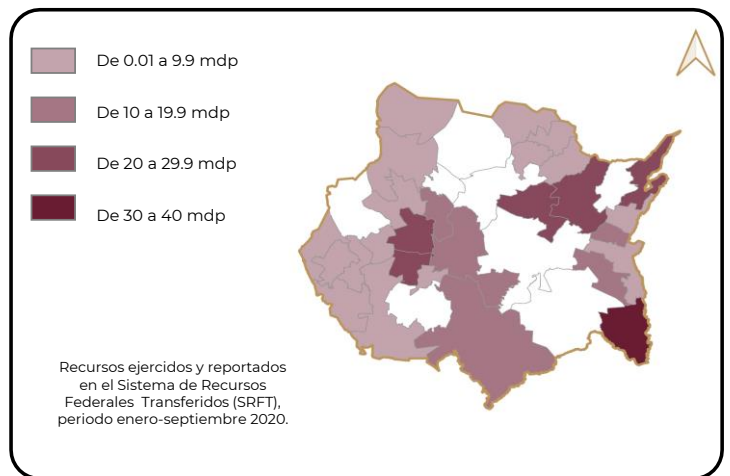 De 0.01 a 9.9 mdp
De 10 a 19.9 mdp
De 20 a 29.9 mdp
De 30 a 40 mdp
Recursos ejercidos y reportados
en el Sistema de Recursos
Federales Transferidos (SRFT),
periodo enero-septiembre 2020.